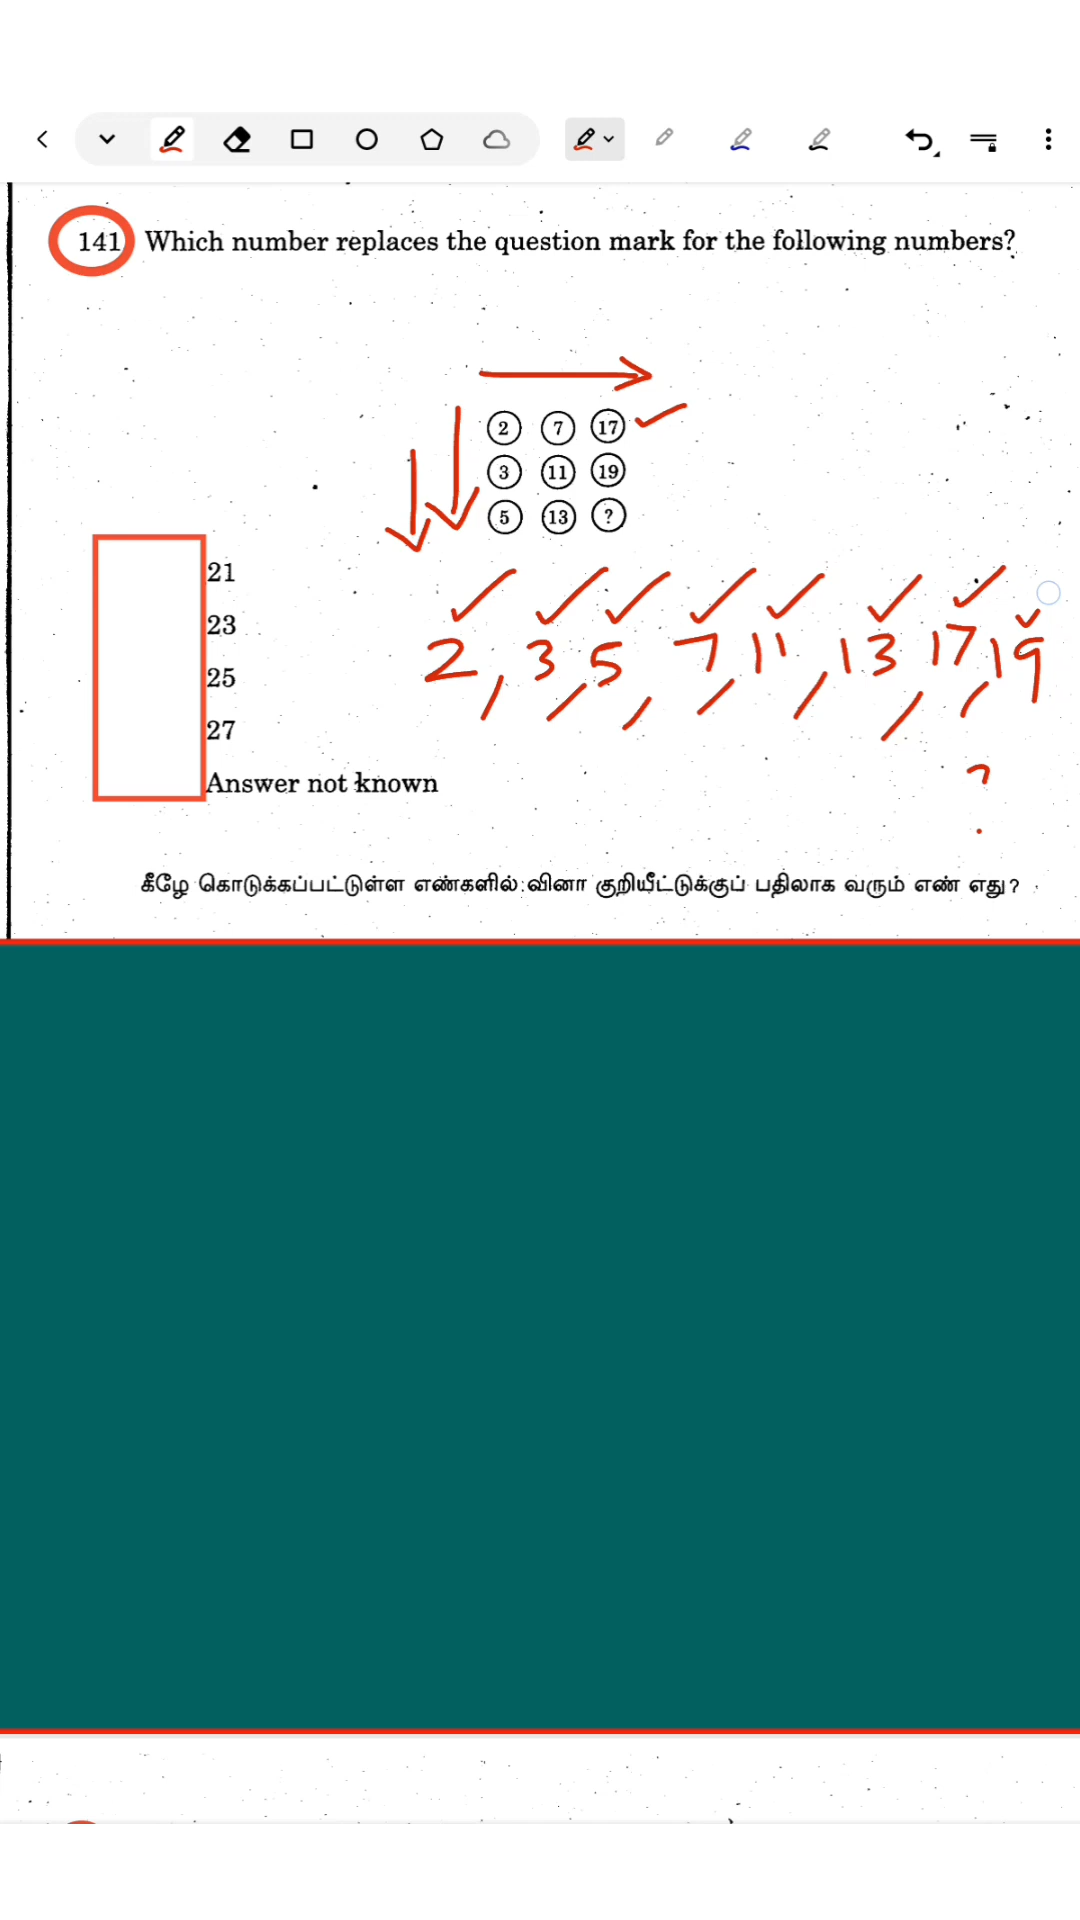 141 Which number replaces the question mark for the following numbers?
2 7 17
3 11 19
5 13 ?
21
23
25
27
Answer not known
2, 3, 5, 7, 11, 13, 17, 19
?
கீழே கொடுக்கப்பட்டுள்ள எண்களில் வினா குறியீட்டுக்குப் பதிலாக வரும் எண் எது?